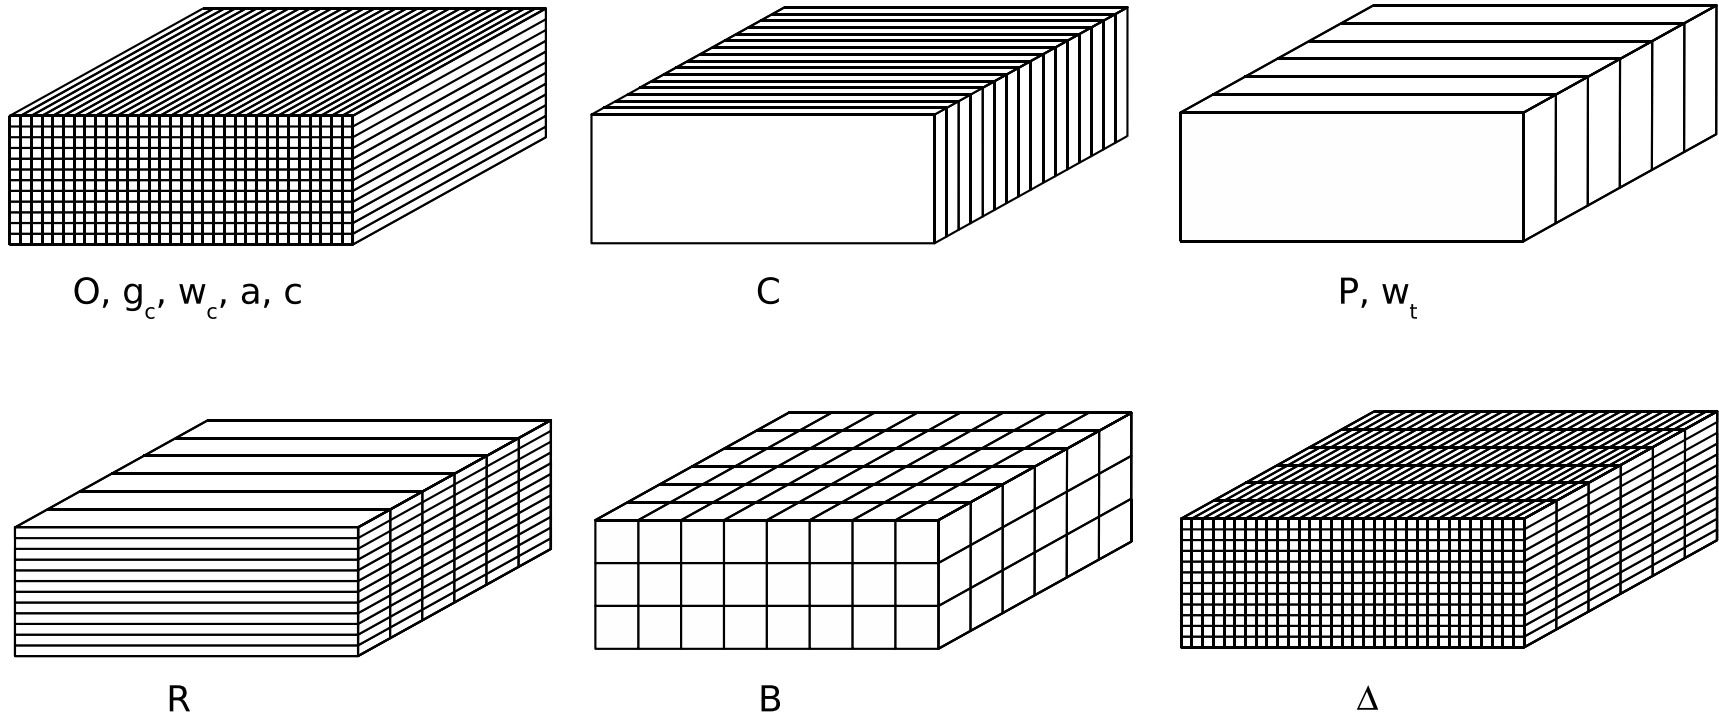 O, g_c, w_c, a, c
C
P, w_t
R
B
Δ